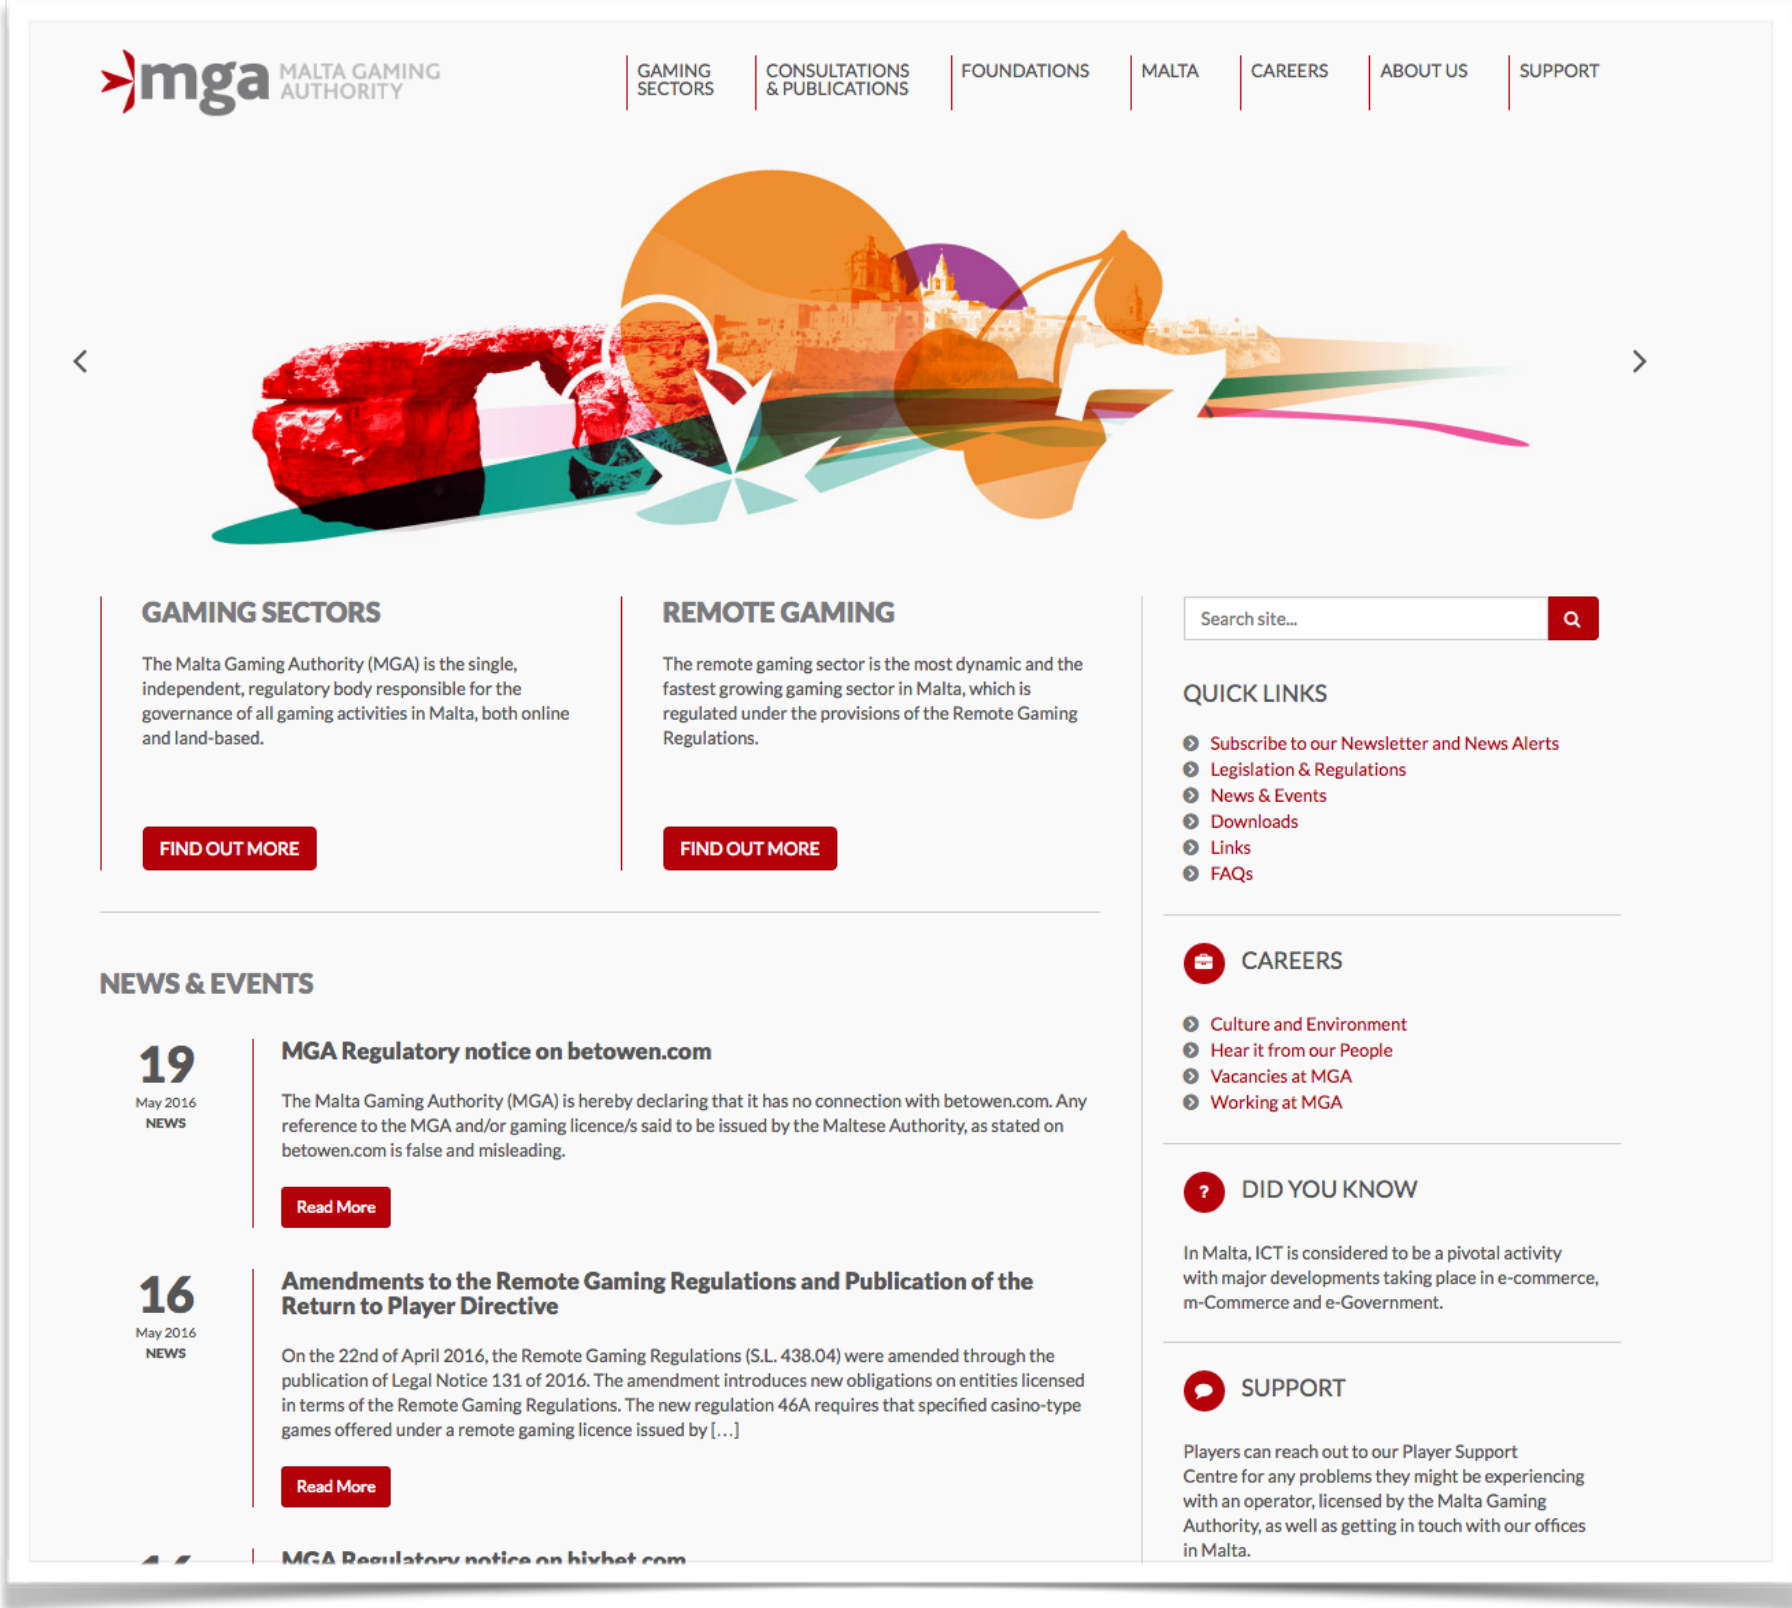 mga MALTA GAMING
AUTHORITY
GAMING
SECTORS
CONSULTATIONS
& PUBLICATIONS
FOUNDATIONS
MALTA
CAREERS
ABOUT US
SUPPORT
GAMING SECTORS
The Malta Gaming Authority (MGA) is the single,
independent, regulatory body responsible for the
governance of all gaming activities in Malta, both online
and land-based.
FIND OUT MORE
REMOTE GAMING
The remote gaming sector is the most dynamic and the
fastest growing gaming sector in Malta, which is
regulated under the provisions of the Remote Gaming
Regulations.
FIND OUT MORE
NEWS & EVENTS
19
May 2016
NEWS
MGA Regulatory notice on betowen.com
The Malta Gaming Authority (MGA) is hereby declaring that it has no connection with betowen.com. Any
reference to the MGA and/or gaming licence/s said to be issued by the Maltese Authority, as stated on
betowen.com is false and misleading.
Read More
16
May 2016
NEWS
Amendments to the Remote Gaming Regulations and Publication of the
Return to Player Directive
On the 22nd of April 2016, the Remote Gaming Regulations (S.L. 438.04) were amended through the
publication of Legal Notice 131 of 2016. The amendment introduces new obligations on entities licensed
in terms of the Remote Gaming Regulations. The new regulation 46A requires that specified casino-type
games offered under a remote gaming licence issued by [...]
Read More
MGA Regulatory notice on bixbet.com
Search site...
QUICK LINKS
Subscribe to our Newsletter and News Alerts
Legislation & Regulations
News & Events
Downloads
Links
FAQs
CAREERS
Culture and Environment
Hear it from our People
Vacancies at MGA
Working at MGA
? DID YOU KNOW
In Malta, ICT is considered to be a pivotal activity
with major developments taking place in e-commerce,
m-Commerce and e-Government.
SUPPORT
Players can reach out to our Player Support
Centre for any problems they might be experiencing
with an operator, licensed by the Malta Gaming
Authority, as well as getting in touch with our offices
in Malta.